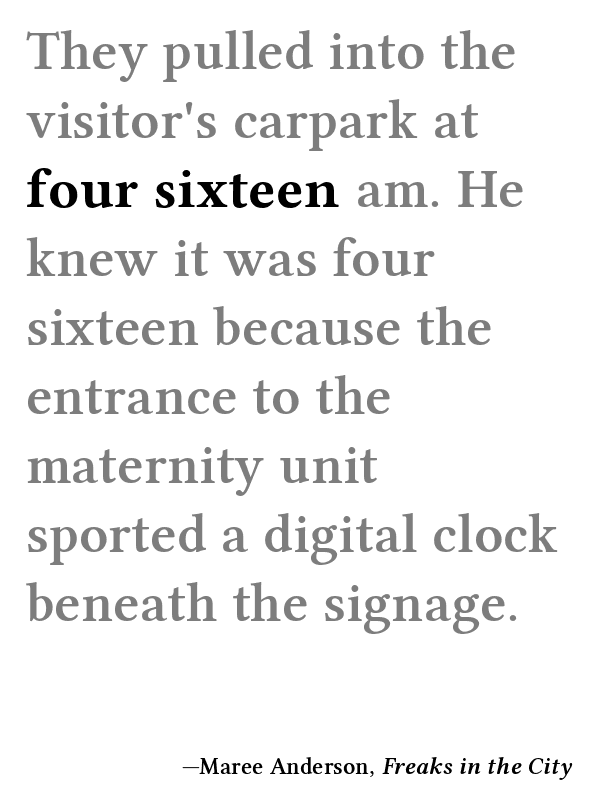 They pulled into the
visitor's carpark at
four sixteen am. He
knew it was four
sixteen because the
entrance to the
maternity unit
sported a digital clock
beneath the signage.
—Maree Anderson, Freaks in the City